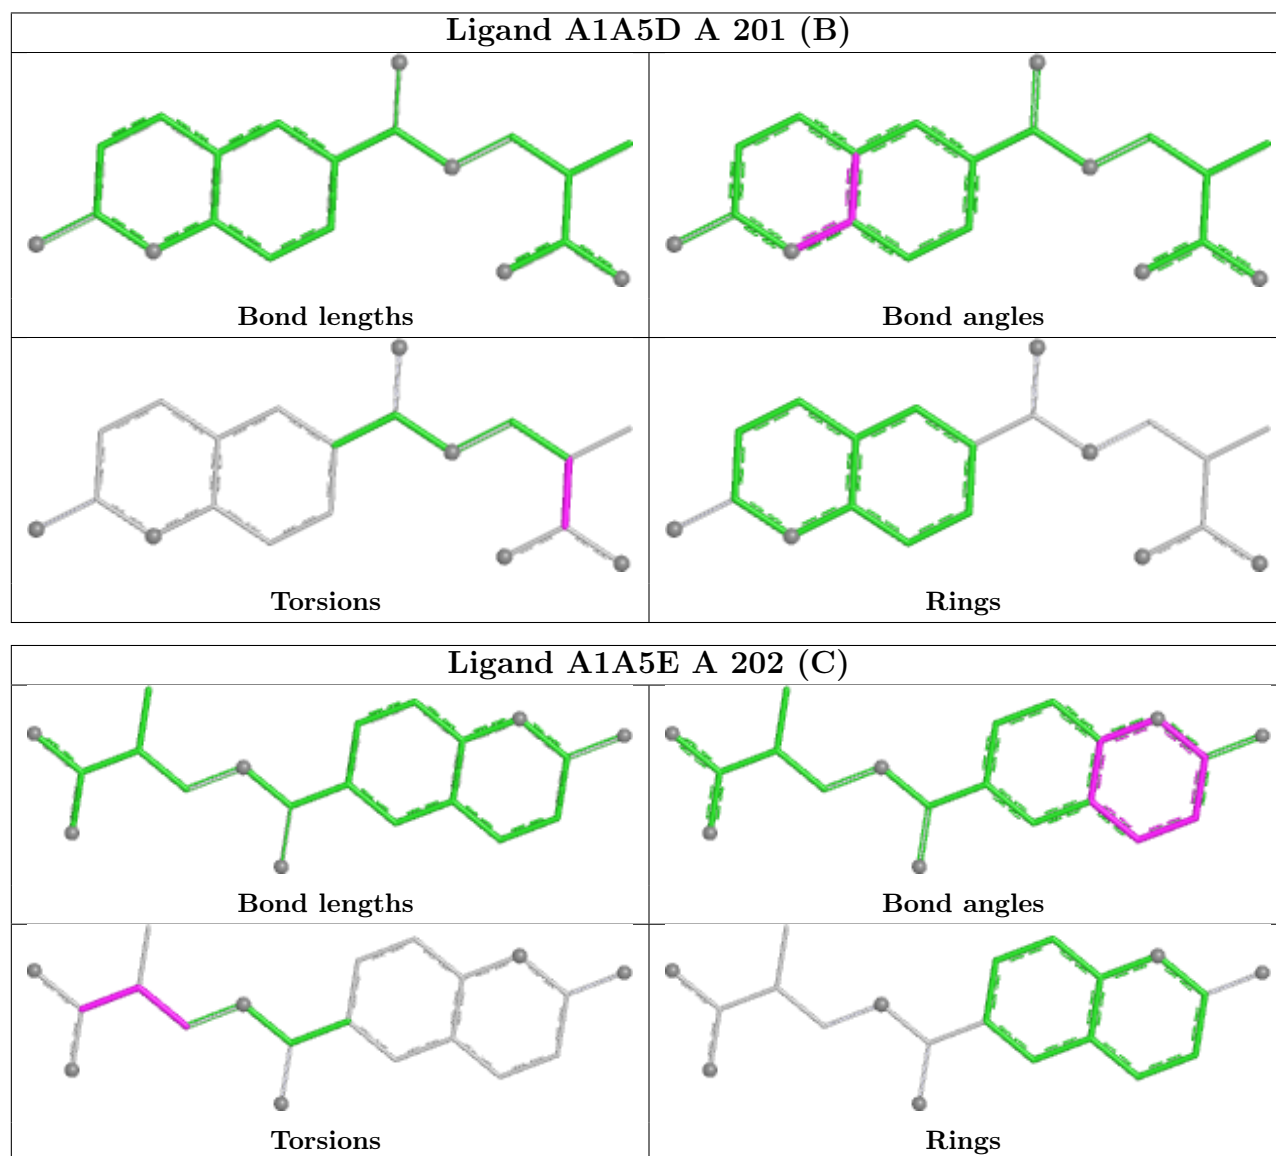 Ligand A1A5D A 201 (B)
Bond lengths
Bond angles
Torsions
Rings
Ligand A1A5E A 202 (C)
Bond lengths
Bond angles
Torsions
Rings